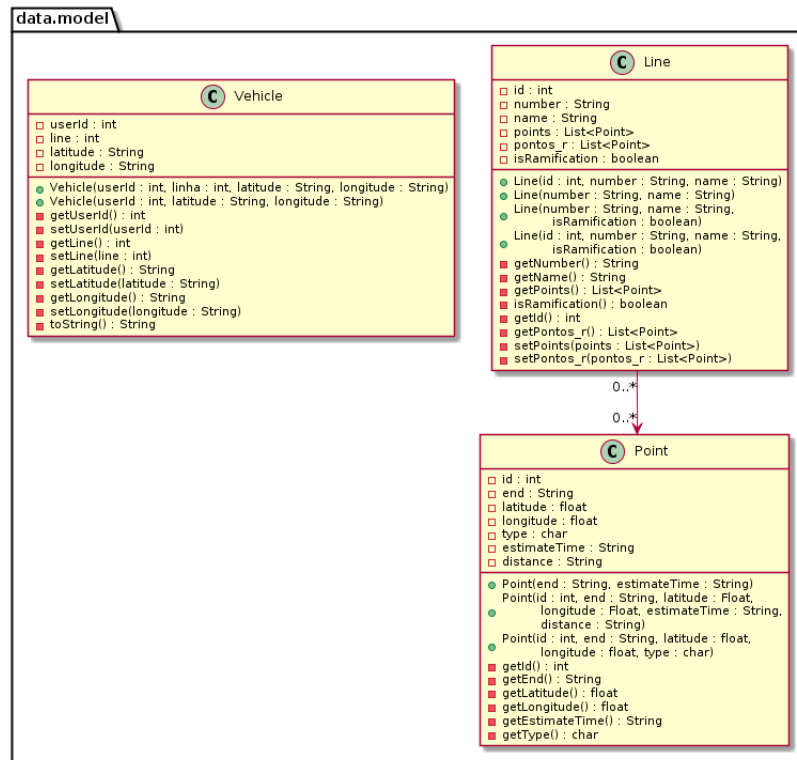 data.model
C Vehicle
userId : int
line : int
latitude : String
longitude : String
Vehicle(userId : int, linha : int, latitude : String, longitude : String)
Vehicle(userId : int, latitude : String, longitude : String)
getUserId() : int
setUserId(userId : int)
getLine() : int
setLine(line : int)
getLatitude() : String
setLatitude(latitude : String)
getLongitude() : String
setLongitude(longitude : String)
toString() : String
C Line
id : int
number : String
name : String
points : List<Point>
pontos_r : List<Point>
isRamification : boolean
Line(id : int, number : String, name : String)
Line(number : String, name : String)
Line(number : String, name : String,
isRamification : boolean)
Line(id : int, number : String, name : String,
isRamification : boolean)
getNumber() : String
getName() : String
getPoints() : List<Point>
isRamification() : boolean
getId() : int
getPontos_r() : List<Point>
setPoints(points : List<Point>)
setPontos_r(pontos_r : List<Point>)
0..*
0..*
C Point
id : int
end : String
latitude : float
longitude : float
type : char
estimateTime : String
distance : String
Point(end : String, estimateTime : String)
Point(id : int, end : String, latitude : Float,
longitude : Float, estimateTime : String,
distance : String)
Point(id : int, end : String, latitude : float,
longitude : float, type : char)
getId() : int
getEnd() : String
getLatitude() : float
getLongitude() : float
getEstimateTime() : String
getType() : char